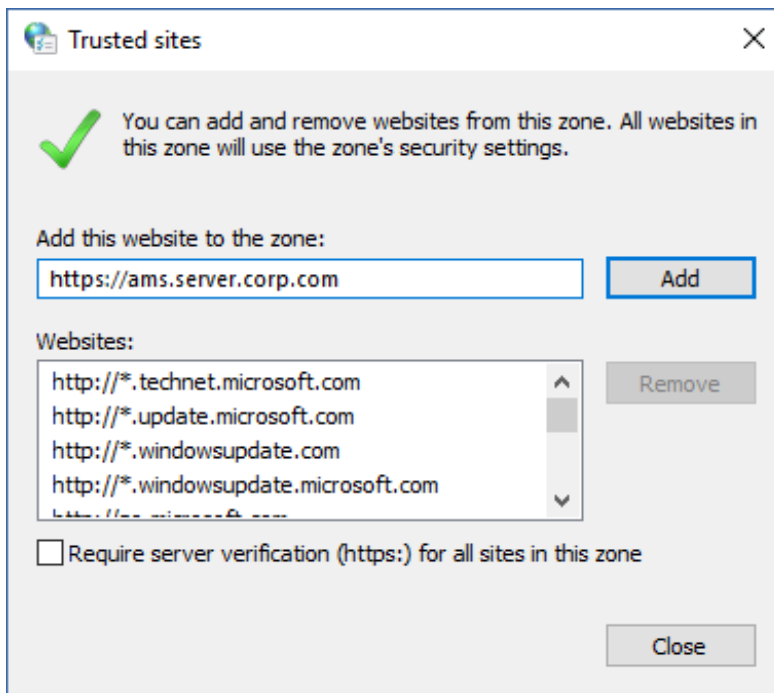 Trusted sites
You can add and remove websites from this zone. All websites in
this zone will use the zone's security settings.
Add this website to the zone:
https://ams.server.corp.com
Add
Websites:
http://*.technet.microsoft.com
Remove
http://*.update.microsoft.com
http://*.windowsupdate.com
http://*.windowsupdate.microsoft.com
Require server verification (https:) for all sites in this zone
Close